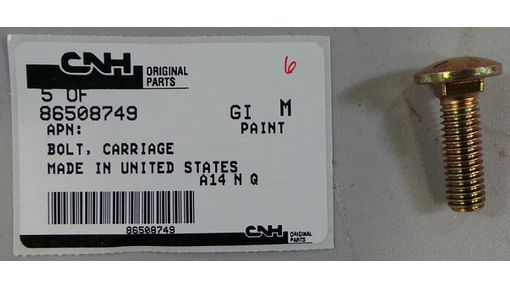 CNH ORIGINAL
PARTS
6
5 OF
86508749 GI M
APN: PAINT
BOLT, CARRIAGE
MADE IN UNITED STATES
A14 N Q
86508749
CNH ORIGINAL
PARTS